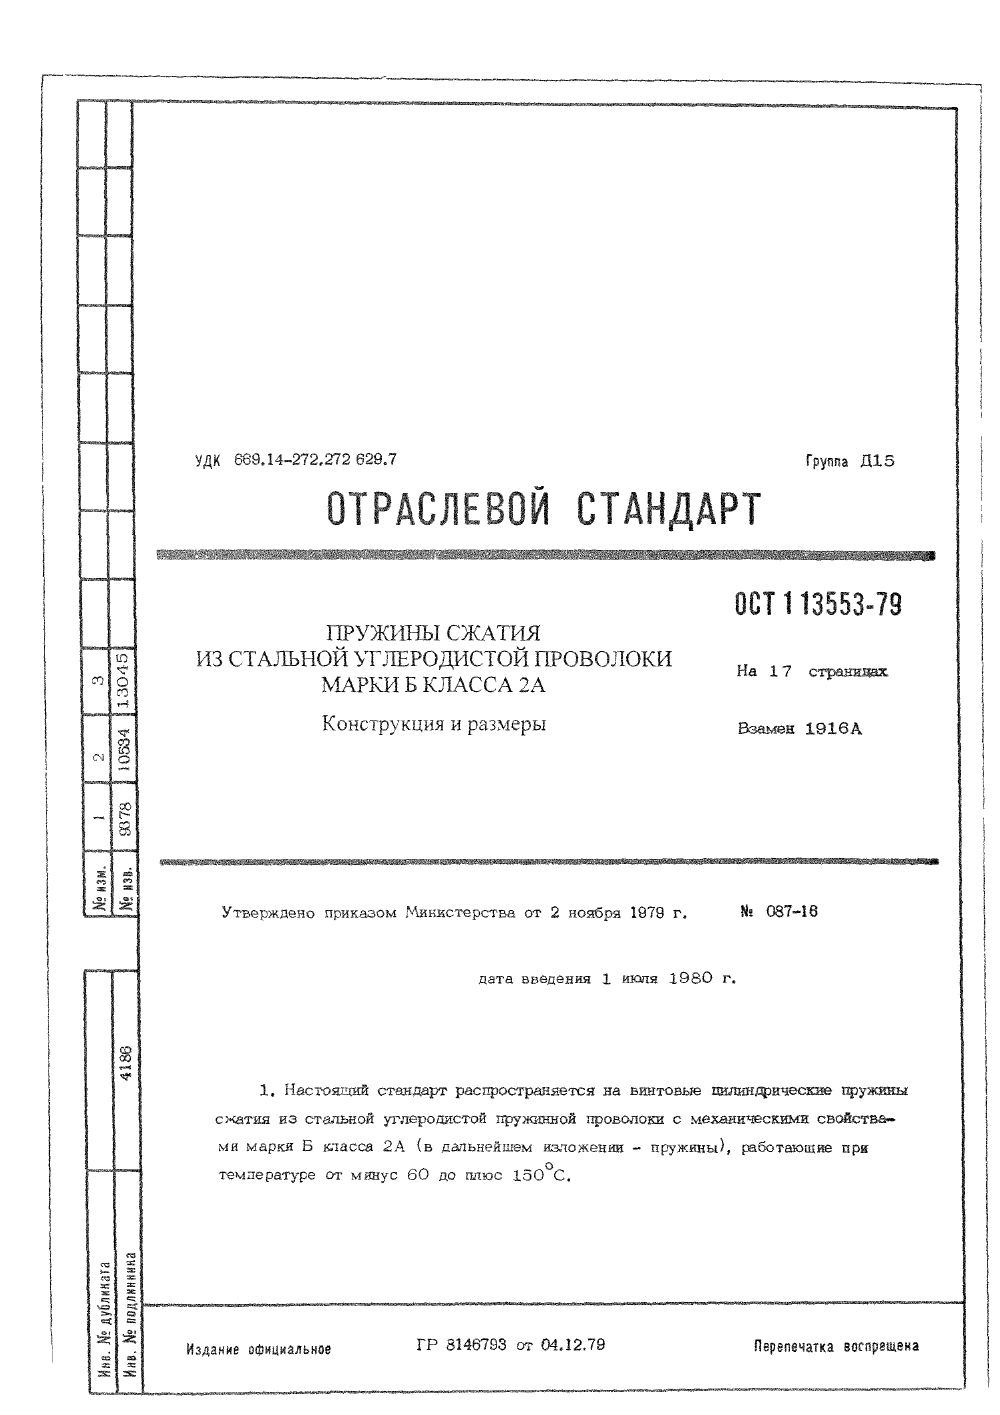 УДК 669.14-272.272 629.7
Группа Д15
ОТРАСЛЕВОЙ СТАНДАРТ
ПРУЖИНЫ СЖАТИЯ
ИЗ СТАЛЬНОЙ УГЛЕРОДИСТОЙ ПРОВОЛОКИ
МАРКИ Б КЛАССА 2А
Конструкция и размеры
ОСТ 1 13553-79
На 17 страницах
Взамен 1916А
Утверждено приказом Министерства от 2 ноября 1979 г. № 087-16
дата введения 1 июля 1980 г.
1. Настоящий стандарт распространяется на винтовые цилиндрические пружины
сжатия из стальной углеродистой пружинной проволоки с механическими свойства-
ми марки Б класса 2А (в дальнейшем изложении - пружины), работающие при
температуре от минус 60 до плюс 150°С.
№ изм. 1 2 3
№ изв. 9378 10534 13045
Инв. № дубликата
Инв. № подлинника 4186
Издание официальное
ГР 8146793 от 04.12.79
Перепечатка воспрещена